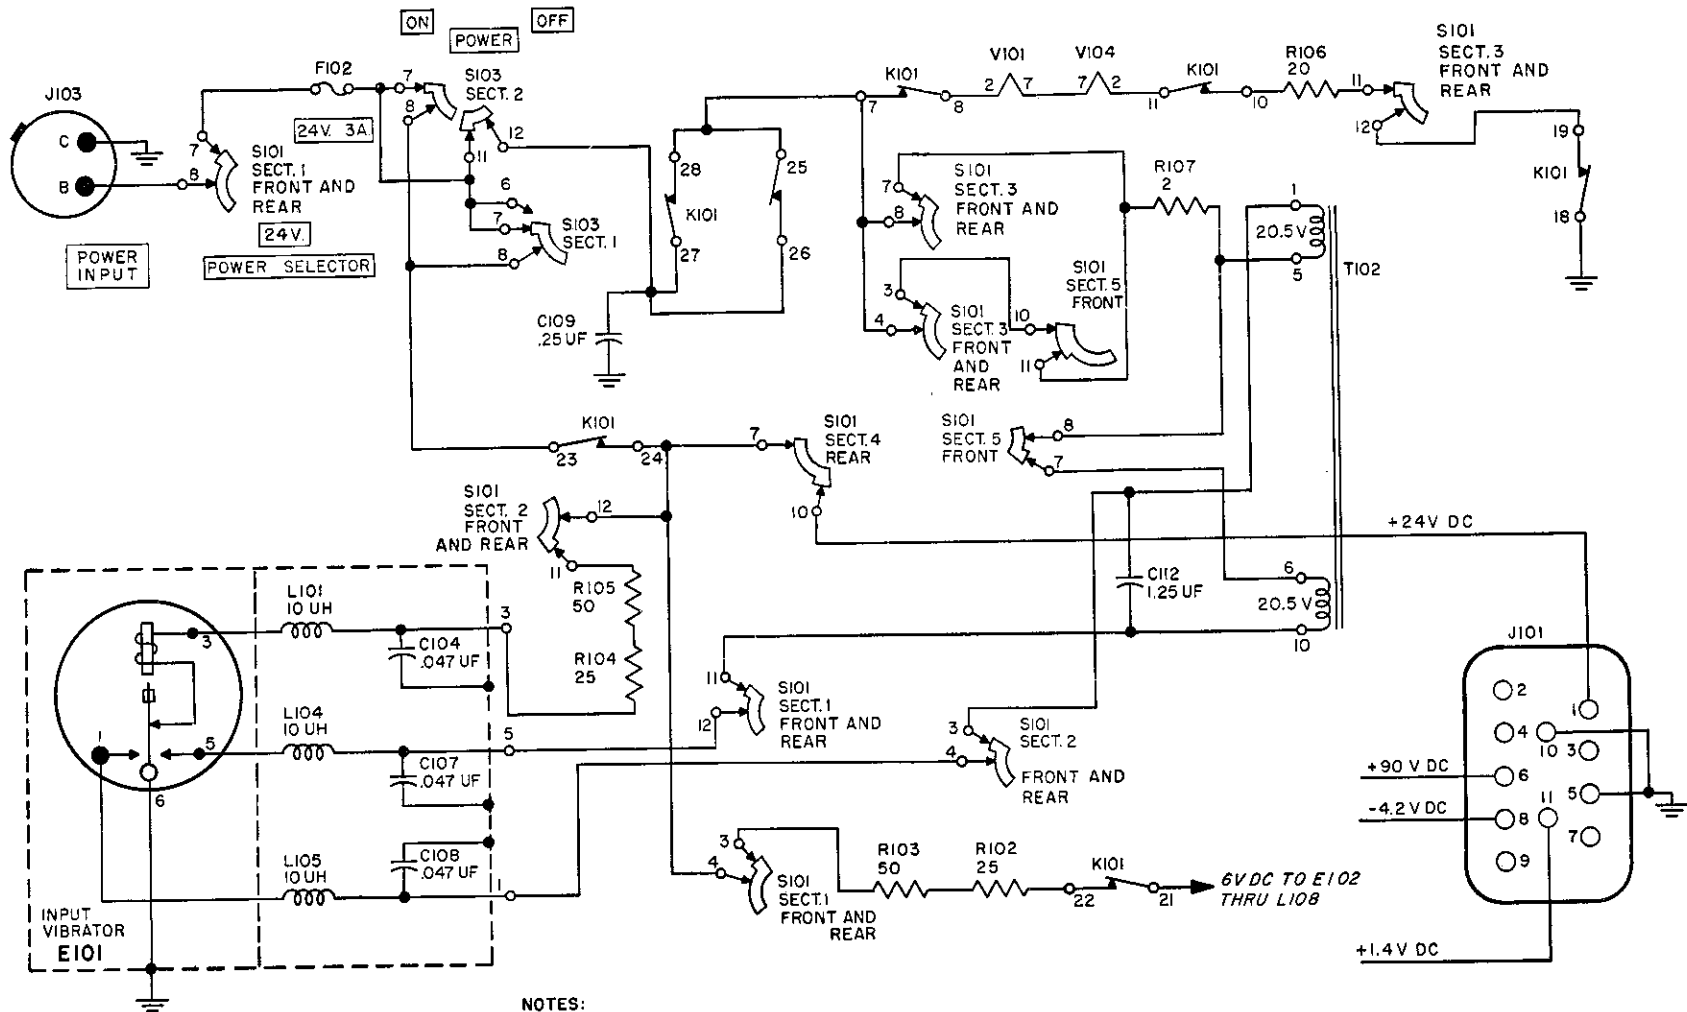 ON
OFF
POWER
J103
C
B
POWER
INPUT
7
8
S101
SECT. 1
FRONT AND
REAR
24V.
POWER SELECTOR
F102
24V. 3A
7
8
S103
SECT. 2
12
11
6
7
8
S103
SECT. 1
28
25
K101
27
26
C109
.25 UF
7
K101
8
V101
2
7
V104
7
2
11
K101
10
R106
20
11
12
S101
SECT. 3
FRONT AND
REAR
19
K101
18
7
8
S101
SECT. 3
FRONT AND
REAR
R107
2
3
4
S101
SECT. 3
FRONT
AND
REAR
10
11
S101
SECT. 5
FRONT
1
20.5 V
5
T102
K101
23
24
7
S101
SECT. 4
REAR
10
S101
SECT. 5
FRONT
8
7
+24V DC
S101
SECT. 2
FRONT
AND REAR
12
11
R105
50
R104
25
C112
1.25 UF
6
20.5 V
10
L101
10 UH
3
C104
.047 UF
3
L104
10 UH
1
5
C107
.047 UF
5
6
C108
.047 UF
L105
10 UH
1
INPUT
VIBRATOR
E101
11
12
S101
SECT. 1
FRONT AND
REAR
3
4
S101
SECT. 2
FRONT AND
REAR
3
4
S101
SECT. 1
FRONT AND
REAR
R103
50
R102
25
K101
22
21
6V DC TO E102
THRU L108
J101
2
1
4
10
3
6
5
11
8
7
9
+90 V DC
-4.2 V DC
+1.4V DC
NOTES: